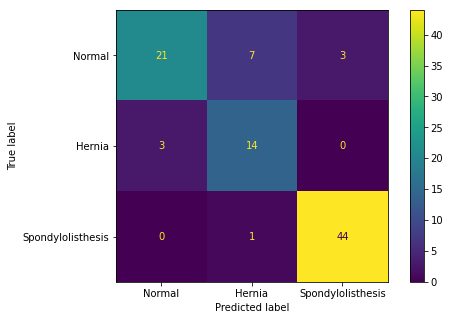 Normal 21 7 3
Hernia 3 14 0
Spondylolisthesis 0 1 44
Normal Hernia Spondylolisthesis
Predicted label
True label
40
35
30
25
20
15
10
5
0